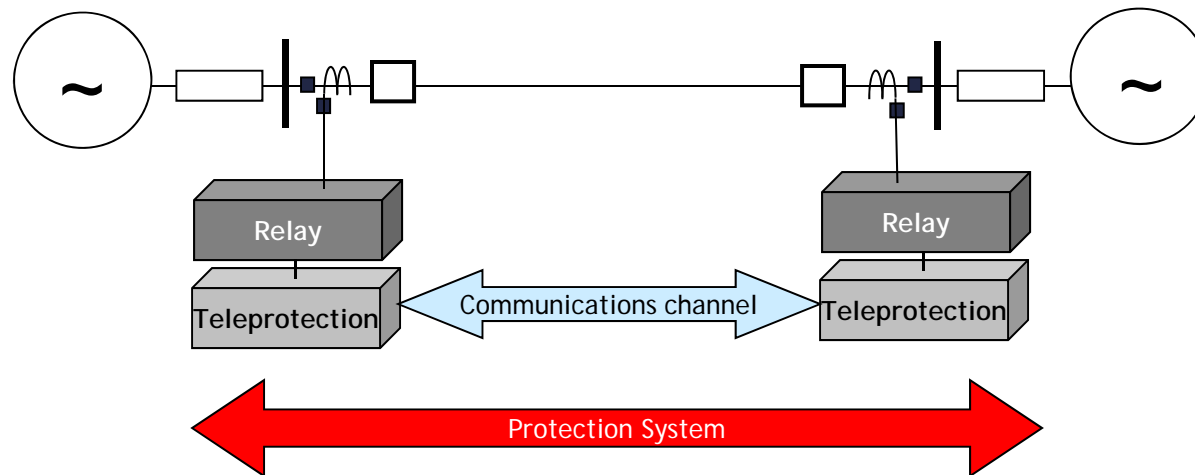 ~
~
Relay
Relay
Teleprotection
Communications channel
Teleprotection
Protection System